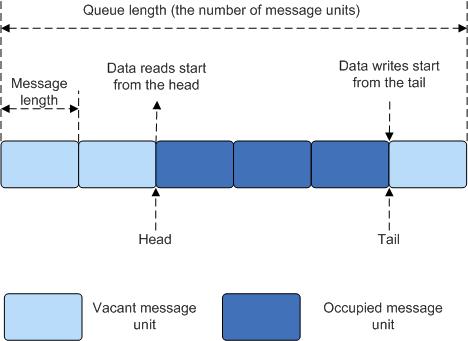 Queue length (the number of message units)
Message
length
Data reads start
from the head
Data writes start
from the tail
Head
Tail
Vacant message
unit
Occupied message
unit